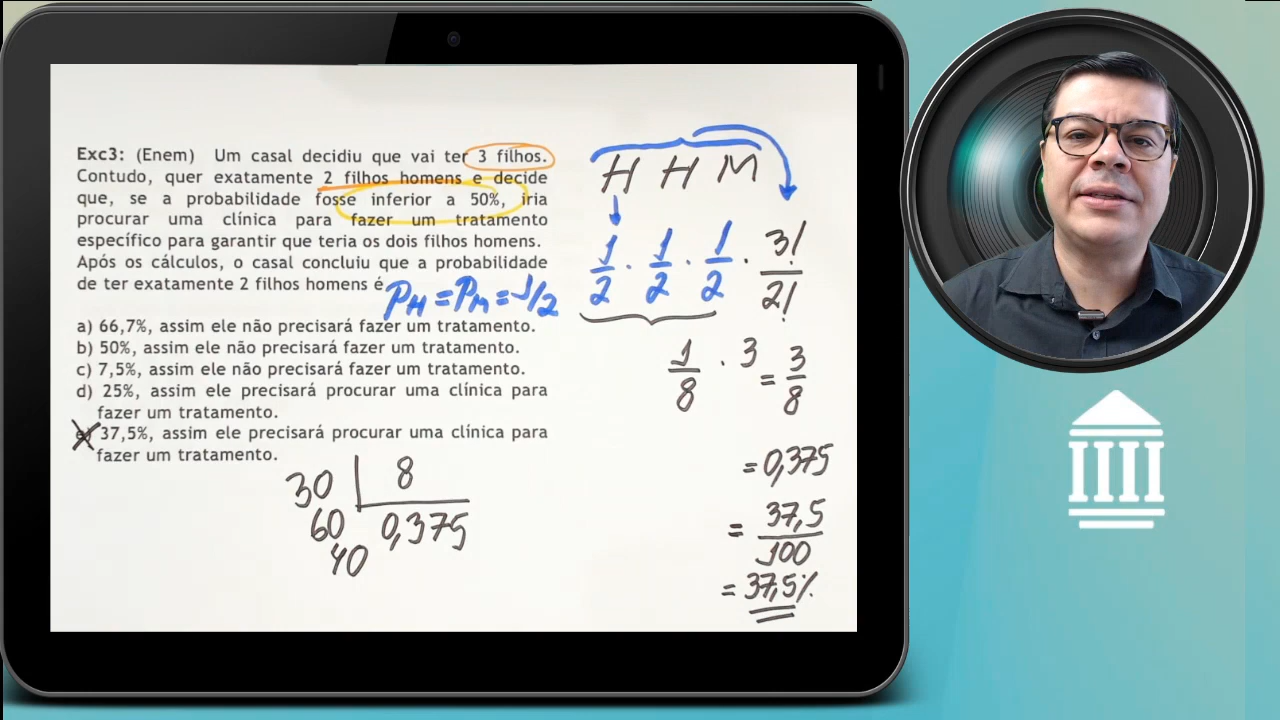 Exc3: (Enem) Um casal decidiu que vai ter 3 filhos.
Contudo, quer exatamente 2 filhos homens e decide
que, se a probabilidade fosse inferior a 50%, iria
procurar uma clínica para fazer um tratamento
específico para garantir que teria os dois filhos homens.
Após os cálculos, o casal concluiu que a probabilidade
de ter exatamente 2 filhos homens é
PH = PM = 1/2
a) 66,7%, assim ele não precisará fazer um tratamento.
b) 50%, assim ele não precisará fazer um tratamento.
c) 7,5%, assim ele não precisará fazer um tratamento.
d) 25%, assim ele precisará procurar uma clínica para
fazer um tratamento.
e) 37,5%, assim ele precisará procurar uma clínica para
fazer um tratamento.
30 | 8
60 0,375
40
H H M
1/2 · 1/2 · 1/2 · 3!/2!
1/8 · 3 = 3/8
= 0,375
= 37,5/100
= 37,5%